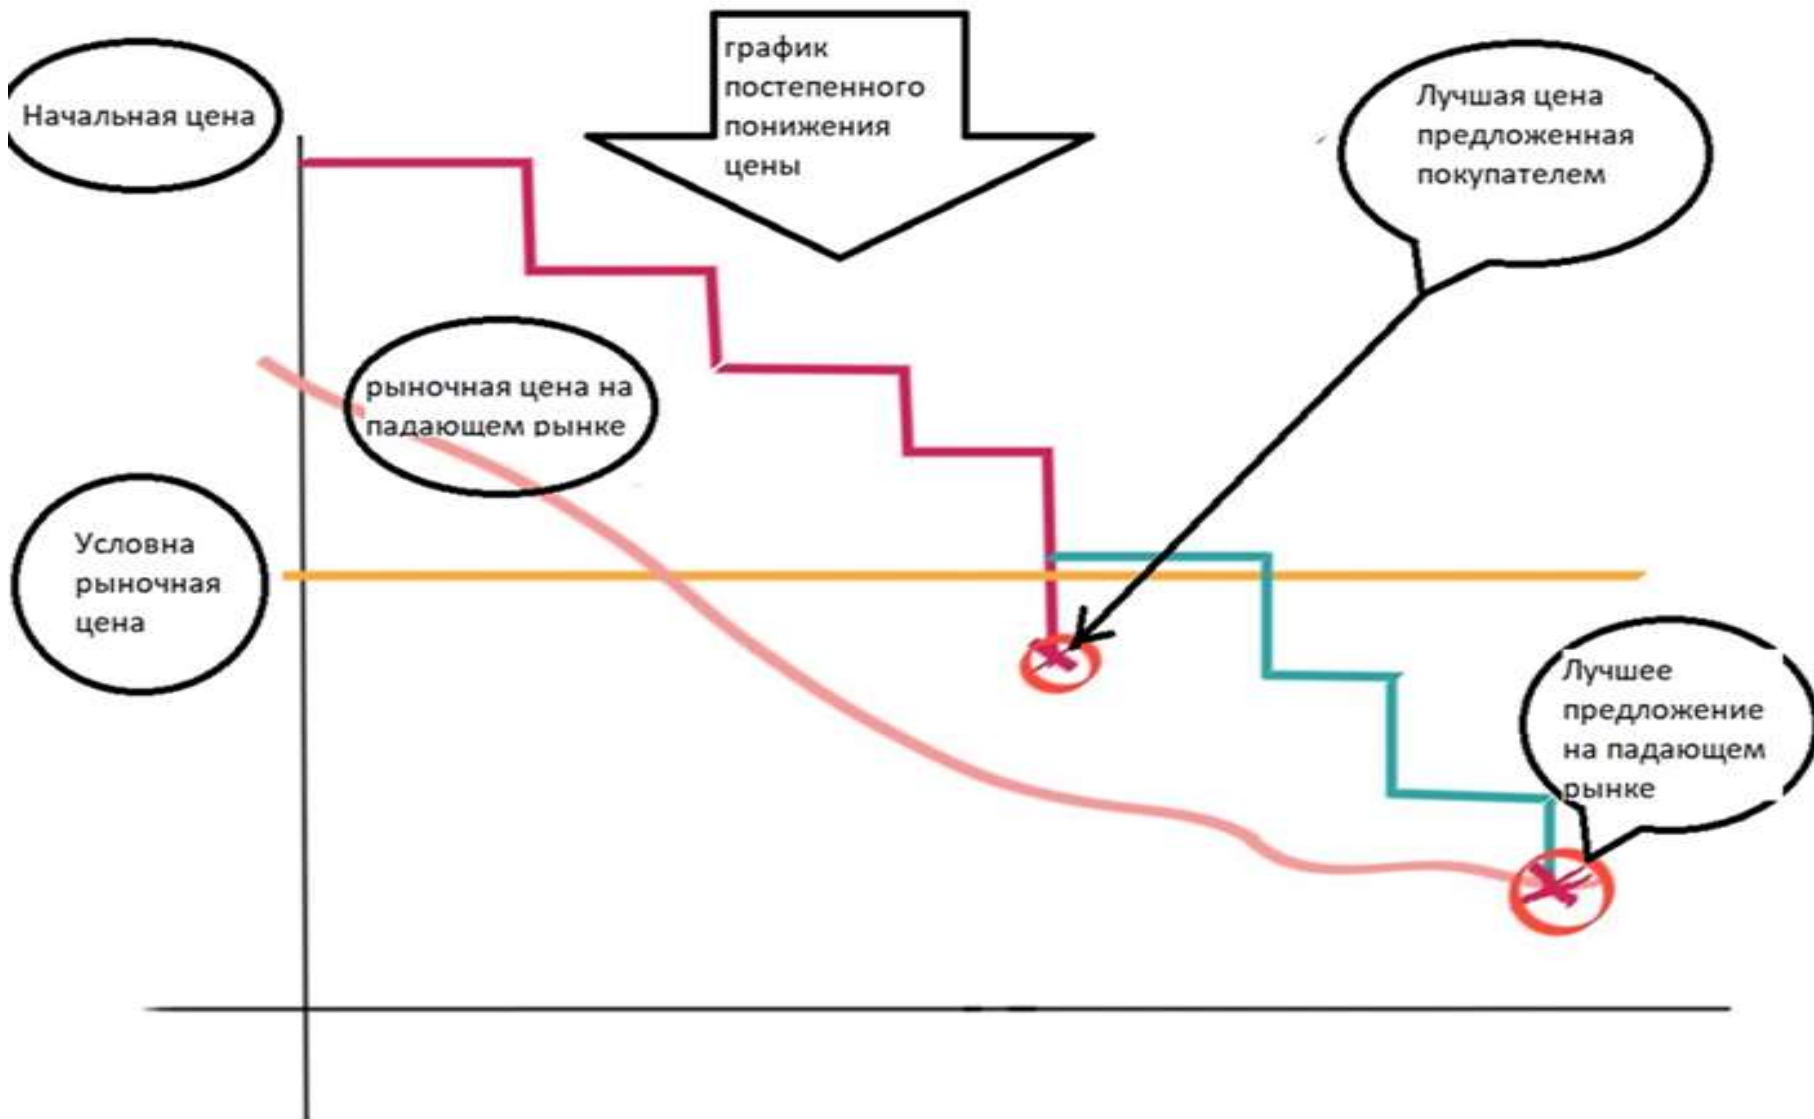 Начальная цена
график
постепенного
понижения
цены
Лучшая цена
предложенная
покупателем
рыночная цена на
падающем рынке
Условна
рыночная
цена
Лучшее
предложение
на падающем
рынке